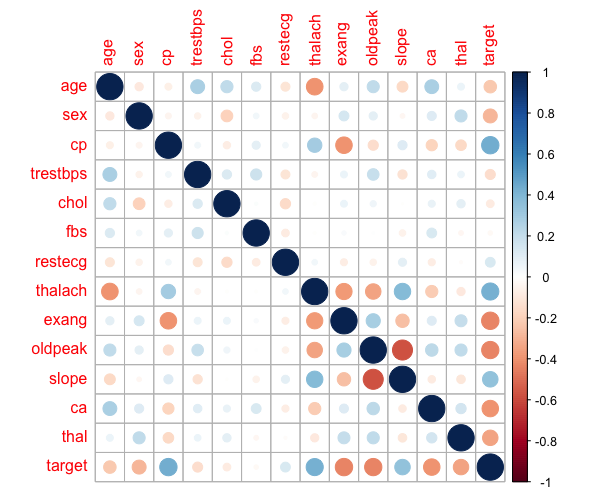 age sex cp trestbps chol fbs restecg thalach exang oldpeak slope ca thal target
age
sex
cp
trestbps
chol
fbs
restecg
thalach
exang
oldpeak
slope
ca
thal
target
1
0.8
0.6
0.4
0.2
0
-0.2
-0.4
-0.6
-0.8
-1